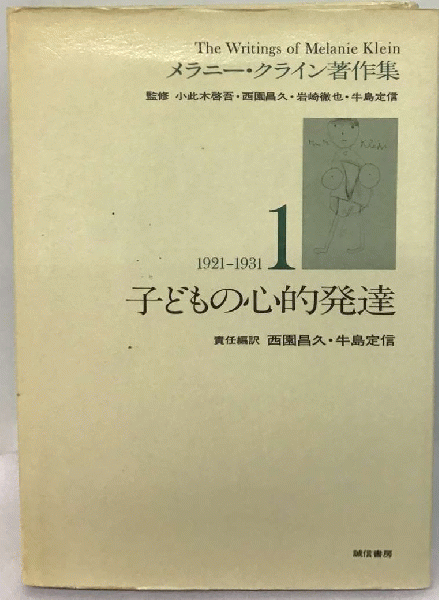 The Writings of Melanie Klein
メラニー・クライン著作集
監修 小此木啓吾・西園昌久・岩崎徹也・牛島定信
1
1921–1931
子どもの心的発達
責任編訳 西園昌久・牛島定信
誠信書房